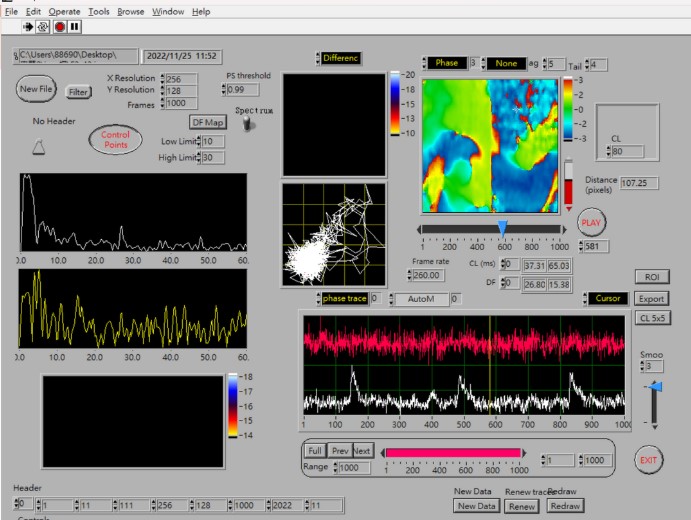 File Edit Operate Tools Browse Window Help
C:\Users\88690\Desktop\ 2022/11/25 11:52
Differenc
Phase 3 None ag 5 Tail 4
New File Filter
X Resolution 256
Y Resolution 128
Frames 1000
PS threshold
0.99
Spectrum
No Header
Control
Points
DF Map
Low Limit 10
High Limit 30
-20
-18
-16
-15
-13
-11
-10
-3
-2
-0
-2
-3
CL
80
Distance
(pixels) 107.25
PLAY
581
1 200 400 600 800 1000
Frame rate
260.00
CL (ms) 0 37.31 65.03
DF 0 26.80 15.38
10.0 20.0 30.0 40.0 50.0 60.
10.0 20.0 30.0 40.0 50.0 60.
phase trace 0 AutoM 0 Cursor
ROI
Export
CL 5x5
Smoo
3
1 100 200 300 400 500 600 700 800 900 1000
-18
-17
-16
-15
-14
Full Prev Next
Range 1000
1 200 400 600 800 1000
1 1000
EXIT
Header
0 1 11 111 256 128 1000 2022 11
New Data Renew traces Redraw
New Data Renew Redraw
Controls